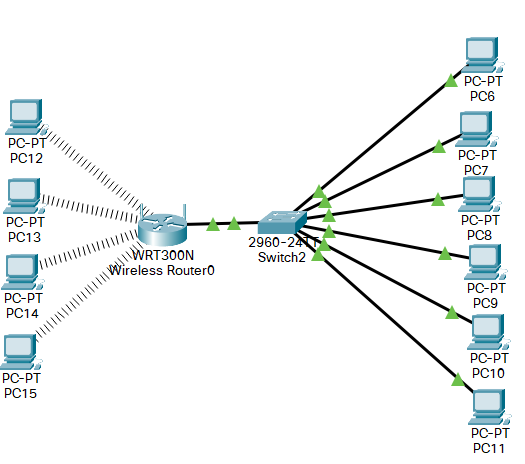 PC-PT
PC6
PC-PT
PC12
PC-PT
PC7
PC-PT
PC13
PC-PT
PC8
WRT300N
Wireless Router0
2960-24TT
Switch2
PC-PT
PC14
PC-PT
PC9
PC-PT
PC10
PC-PT
PC15
PC-PT
PC11